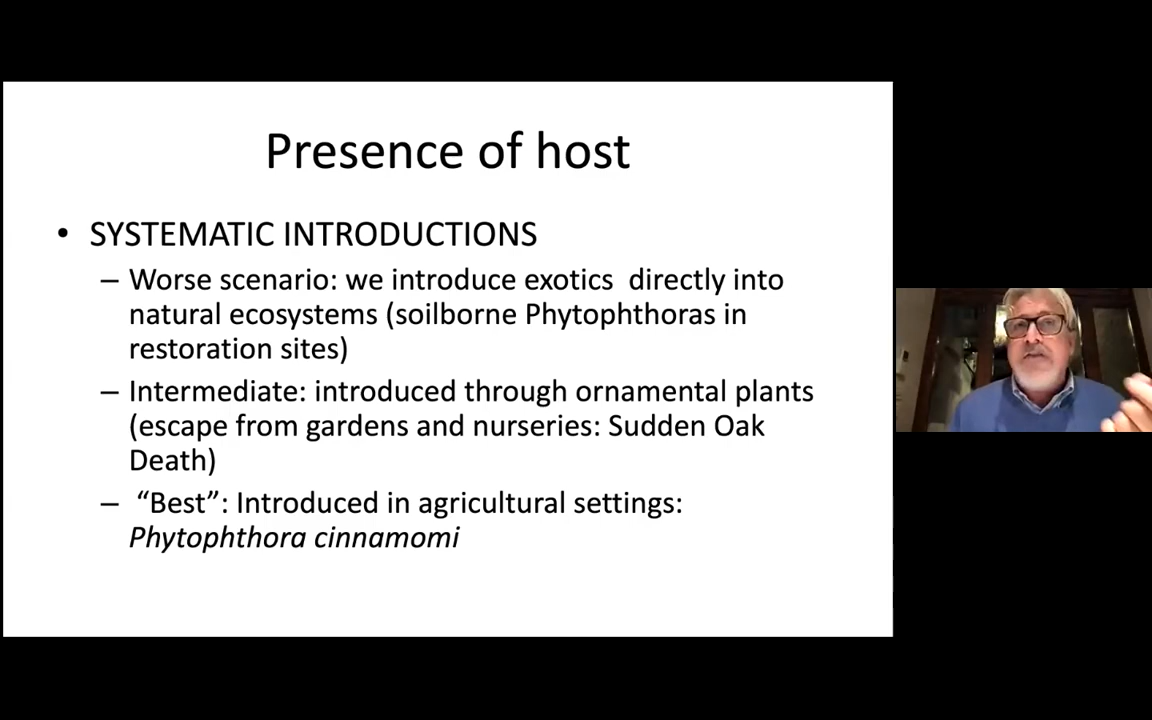 Presence of host
• SYSTEMATIC INTRODUCTIONS
– Worse scenario: we introduce exotics  directly into
natural ecosystems (soilborne Phytophthoras in
restoration sites)
– Intermediate: introduced through ornamental plants
(escape from gardens and nurseries: Sudden Oak
Death)
– “Best”: Introduced in agricultural settings:
Phytophthora cinnamomi